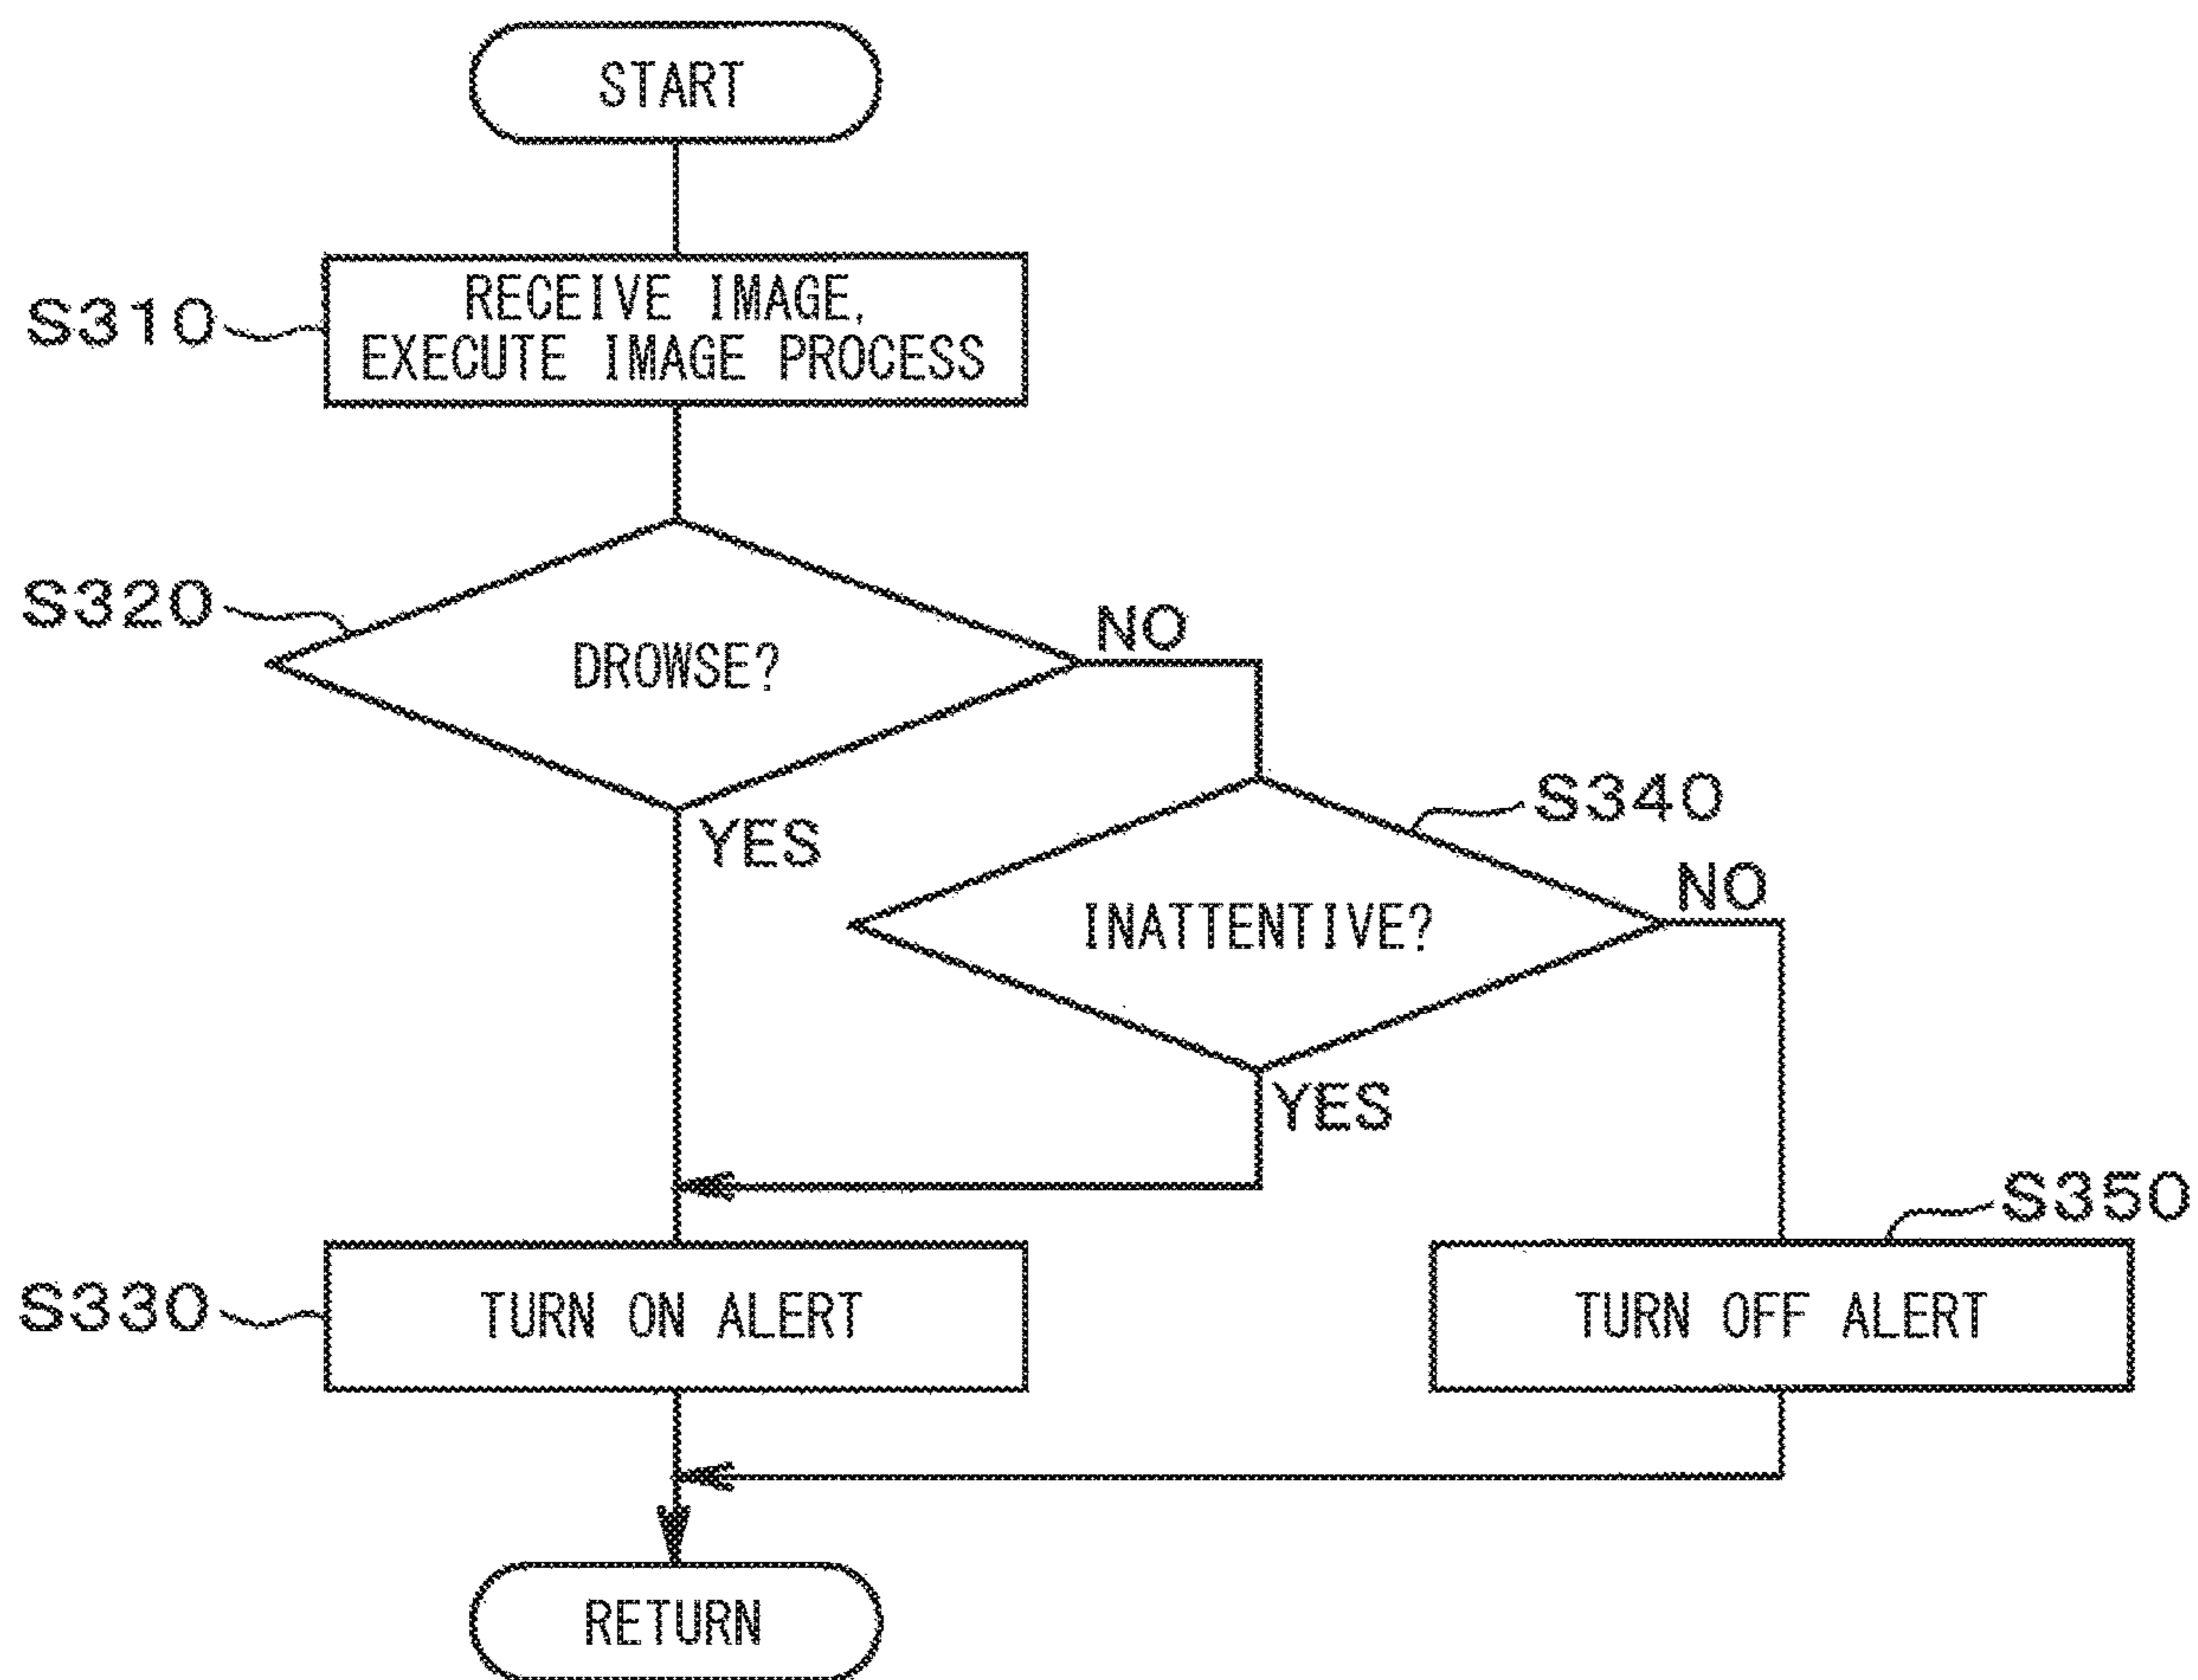 START
S310
RECEIVE IMAGE,
EXECUTE IMAGE PROCESS
S320
DROWSE?
NO
YES
S340
INATTENTIVE?
NO
YES
S330
TURN ON ALERT
S350
TURN OFF ALERT
RETURN